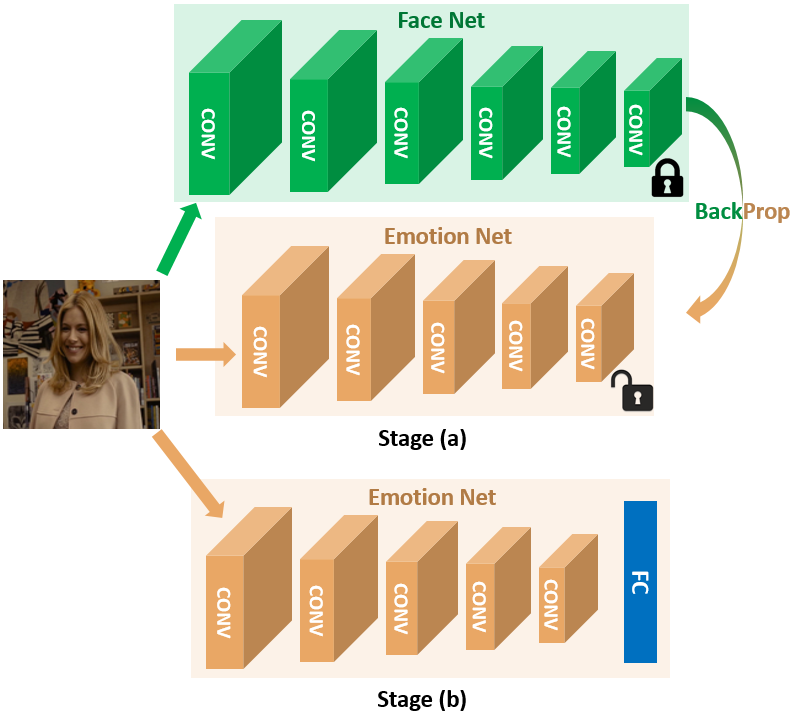 Face Net
CONV
CONV
CONV
CONV
CONV
CONV
BackProp
Emotion Net
CONV
CONV
CONV
CONV
CONV
Stage (a)
Emotion Net
CONV
CONV
CONV
CONV
CONV
FC
Stage (b)